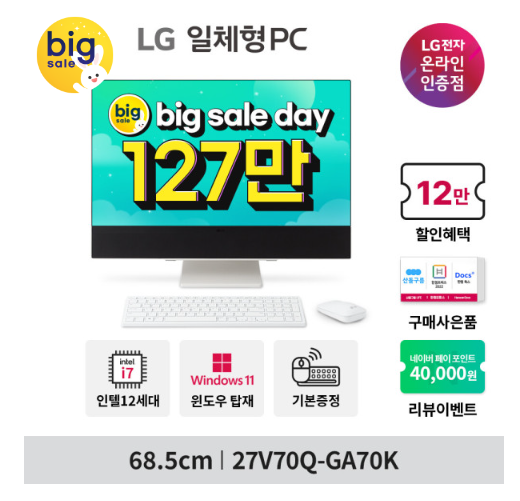 big
sale
LG 일체형PC
LG전자
온라인
인증점
big
sale
big sale day
127만
12만
할인혜택
Docs
구매사은품
네이버 페이 포인트
40,000원
리뷰이벤트
intel
i7
인텔12세대
Windows 11
윈도우 탑재
기본증정
68.5cm | 27V70Q-GA70K